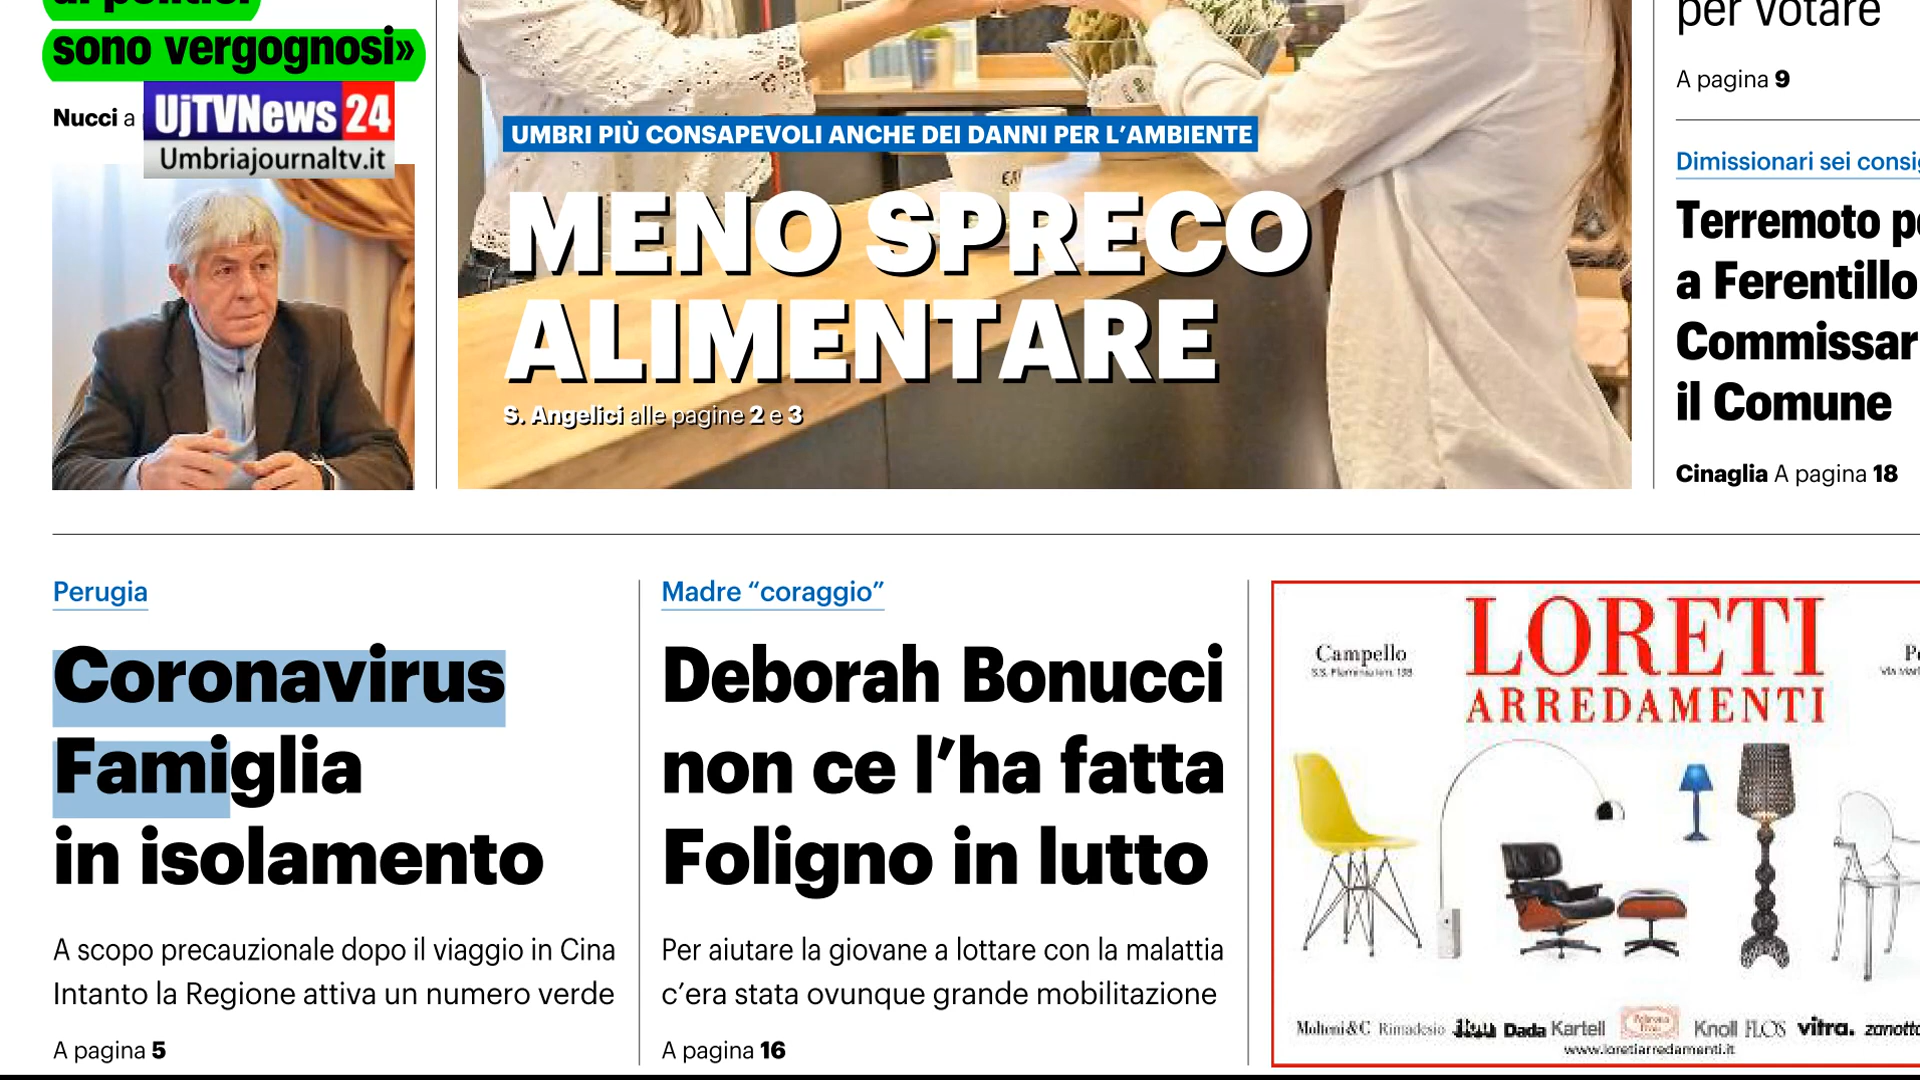 sono vergognosi»
Nucci a
UjTVNews 24
Umbriajournaltv.it
UMBRI PIÙ CONSAPEVOLI ANCHE DEI DANNI PER L'AMBIENTE
MENO SPRECO
ALIMENTARE
S. Angelici alle pagine 2 e 3
per votare
A pagina 9
Dimissionari sei consig
Terremoto po
a Ferentillo
Commissar
il Comune
Cinaglia A pagina 18
Perugia
Coronavirus
Famiglia
in isolamento
A scopo precauzionale dopo il viaggio in Cina
Intanto la Regione attiva un numero verde
A pagina 5
Madre “coraggio”
Deborah Bonucci
non ce l'ha fatta
Foligno in lutto
Per aiutare la giovane a lottare con la malattia
c'era stata ovunque grande mobilitazione
A pagina 16
LORETI
ARREDAMENTI
Campello
Molteni&C Rimadesio Dada Kartell Knoll FLOS vitra. zanotta
www.loretiarredamenti.it